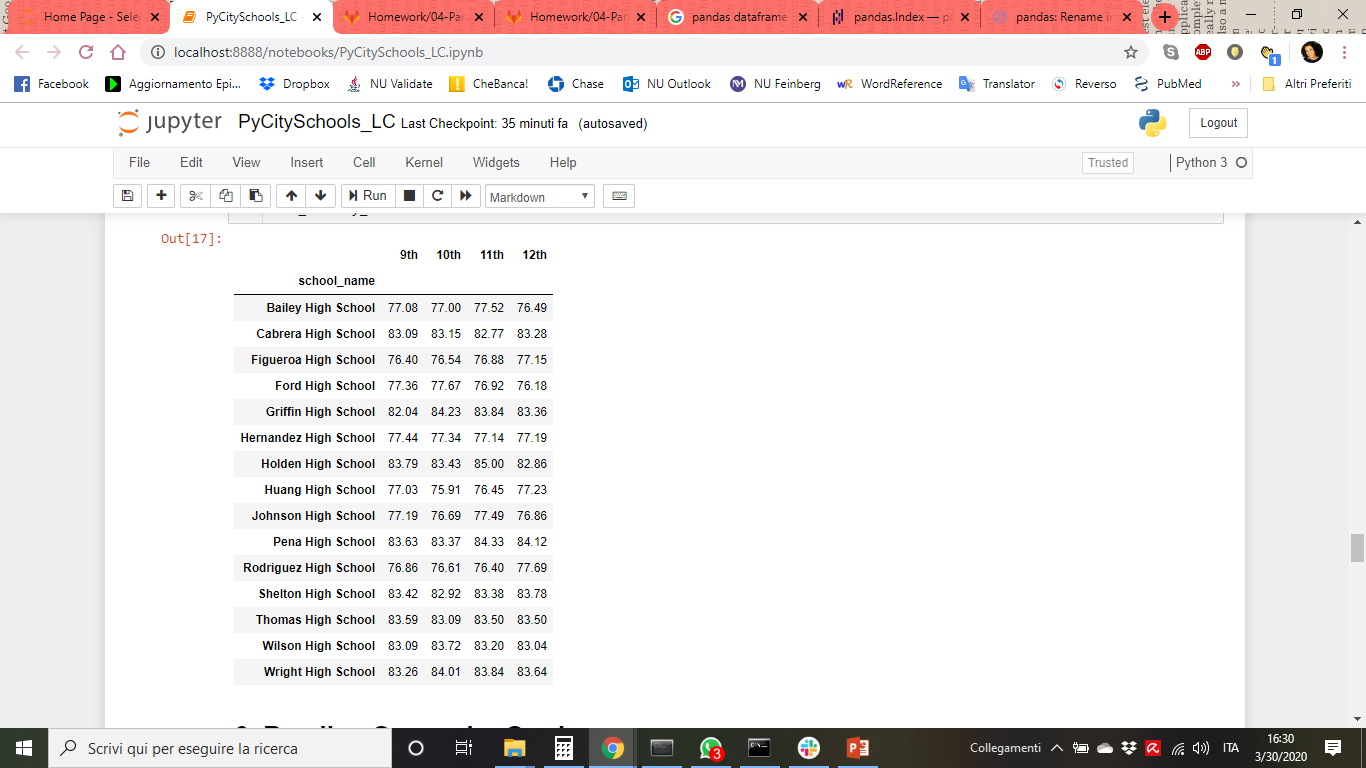 Home Page - Sele
PyCitySchools_LC
Homework/04-Pan
Homework/04-Pan
pandas dataframe
pandas.Index — p
pandas: Rename in
localhost:8888/notebooks/PyCitySchools_LC.ipynb
ABP
1
Facebook
Aggiornamento Epi...
Dropbox
NU Validate
CheBanca!
Chase
NU Outlook
NU Feinberg
WordReference
Translator
Reverso
PubMed
»
Altri Preferiti
jupyter PyCitySchools_LC Last Checkpoint: 35 minuti fa (autosaved)
Logout
File Edit View Insert Cell Kernel Widgets Help
Trusted
Python 3
Run
Markdown
Out[17]:
9th 10th 11th 12th
school_name
Bailey High School 77.08 77.00 77.52 76.49
Cabrera High School 83.09 83.15 82.77 83.28
Figueroa High School 76.40 76.54 76.88 77.15
Ford High School 77.36 77.67 76.92 76.18
Griffin High School 82.04 84.23 83.84 83.36
Hernandez High School 77.44 77.34 77.14 77.19
Holden High School 83.79 83.43 85.00 82.86
Huang High School 77.03 75.91 76.45 77.23
Johnson High School 77.19 76.69 77.49 76.86
Pena High School 83.63 83.37 84.33 84.12
Rodriguez High School 76.86 76.61 76.40 77.69
Shelton High School 83.42 82.92 83.38 83.78
Thomas High School 83.59 83.09 83.50 83.50
Wilson High School 83.09 83.72 83.20 83.04
Wright High School 83.26 84.01 83.84 83.64
Scrivi qui per eseguire la ricerca
3
Collegamenti
ITA
16:30
3/30/2020